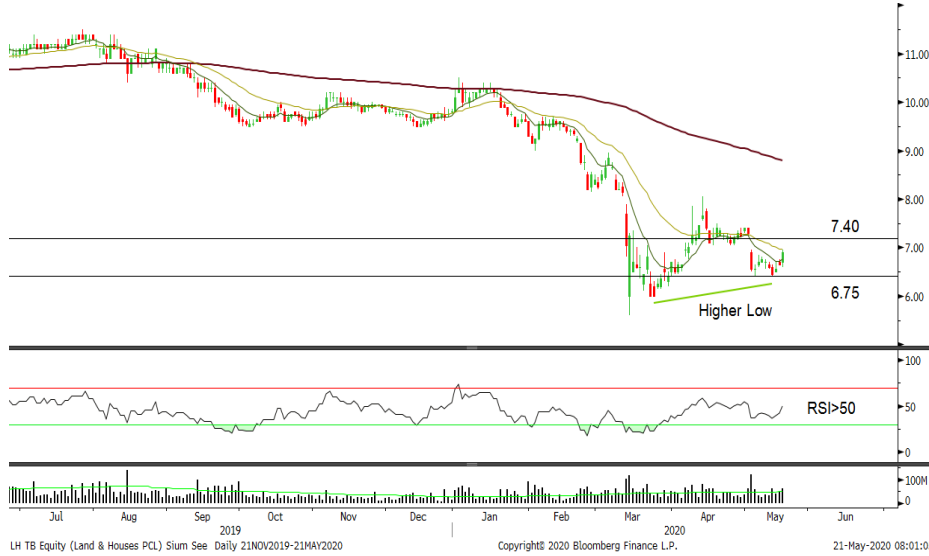 11.00
10.00
9.00
8.00
7.40
7.00
6.75
6.00
Higher Low
100
RSI>50
50
0
100M
0
Jul Aug Sep Oct Nov Dec Jan Feb Mar Apr May Jun
2019 2020
LH TB Equity (Land & Houses PCL) Sium See Daily 21NOV2019-21MAY2020 Copyright© 2020 Bloomberg Finance L.P. 21-May-2020 08:01:0